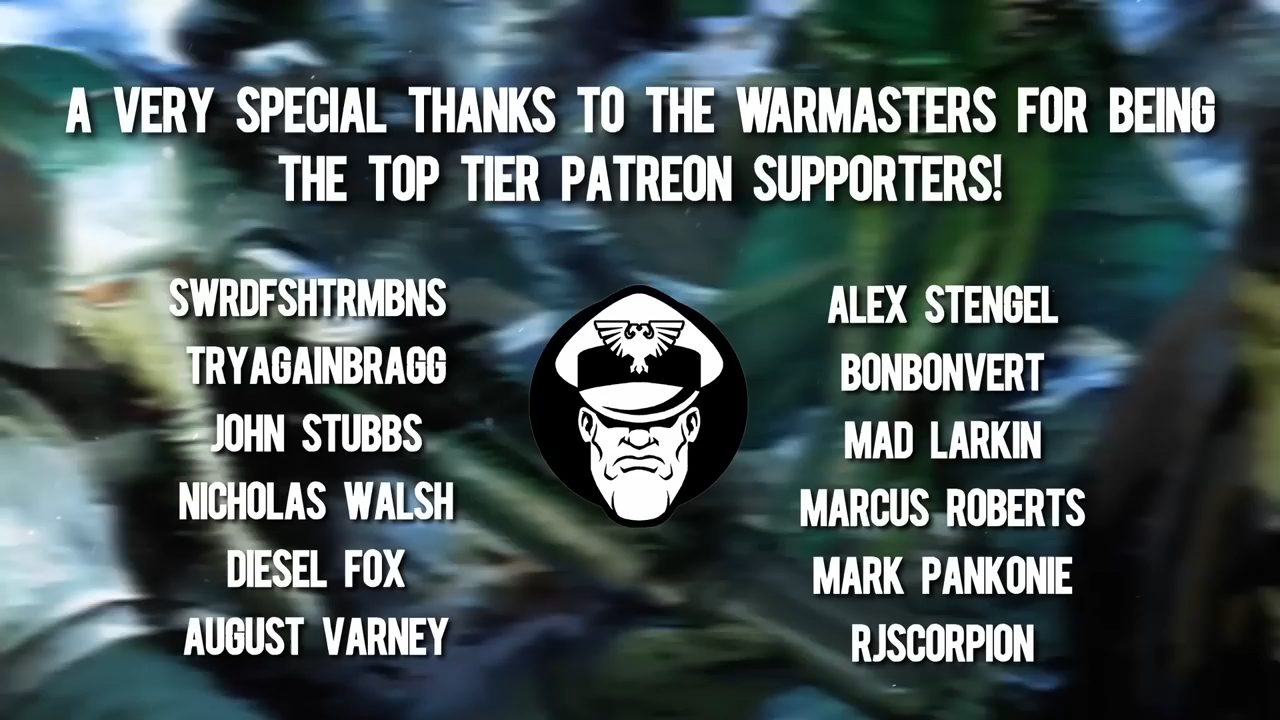 A VERY SPECIAL THANKS TO THE WARMASTERS FOR BEING
THE TOP TIER PATREON SUPPORTERS!
SWRDFSHTRMBNS
TRYAGAINBRAGG
JOHN STUBBS
NICHOLAS WALSH
DIESEL FOX
AUGUST VARNEY
ALEX STENGEL
BONBONVERT
MAD LARKIN
MARCUS ROBERTS
MARK PANKONIE
RJSCORPION